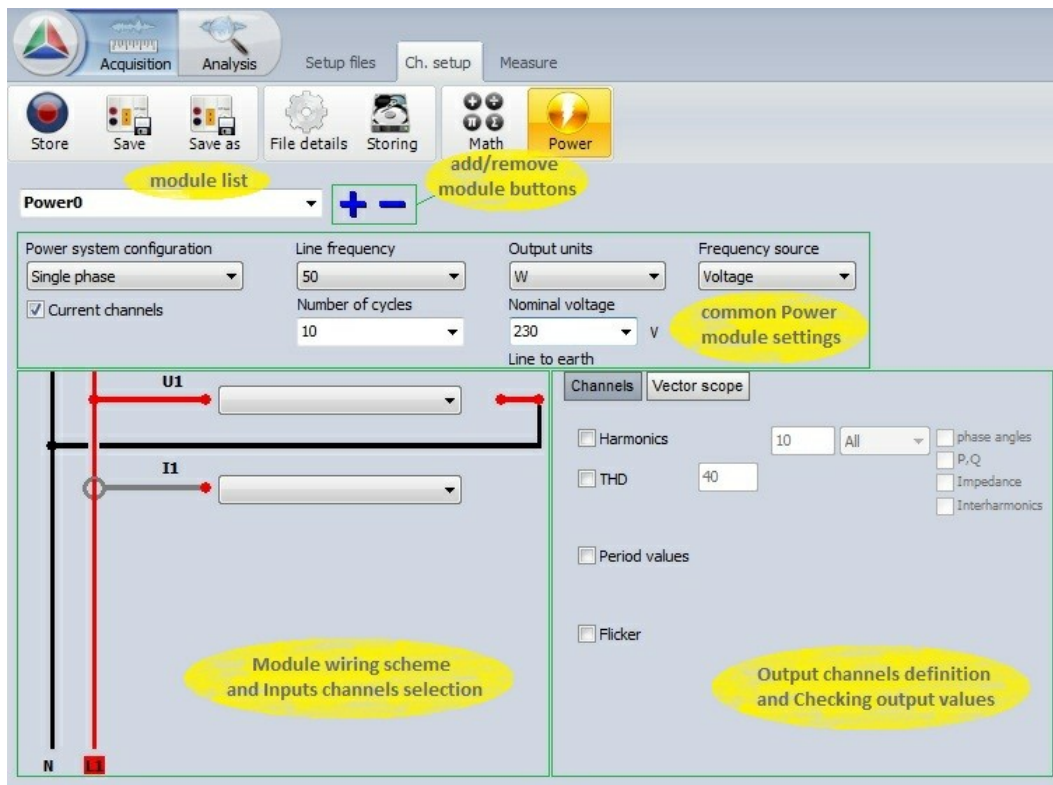 Acquisition
Analysis
Setup files
Ch. setup
Measure
Store
Save
Save as
File details
Storing
Math
Power
module list
add/remove
module buttons
Power0
Power system configuration
Line frequency
Output units
Frequency source
Single phase
50
W
Voltage
Current channels
Number of cycles
Nominal voltage
10
230
V
common Power
module settings
Line to earth
U1
Channels
Vector scope
Harmonics
10
All
phase angles
P,Q
Impedance
Interharmonics
I1
THD
40
Period values
Flicker
Module wiring scheme
and Inputs channels selection
Output channels definition
and Checking output values
N
L1